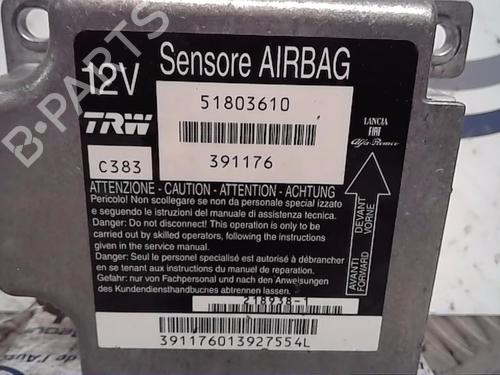 Sensore AIRBAG
12V
51803610
TRW
LANCIA
FIAT
Alfa Romeo
C383
391176
ATTENZIONE - CAUTION - ATTENTION - ACHTUNG
Pericolo! Non scollegare se non da personale specializzato
e seguendo le istruzioni del manuale di assistenza tecnica.
Danger: Do not disconnect! This operation is only to be
carried out by skilled operators, following the instructions
given in the service manual.
Danger: Seul le personel spécialisé est autorisé à débrancher
en se tenant aux instructions du manuel de reparation.
Gefahr: nur von Fachpersonal und nach den Anweisungen
des Kundendiensthandbuches abtrennen lassen.
AVANTI DEVANT
FORWARD VORNE
218938-1
391176013927554L
B-PARTS